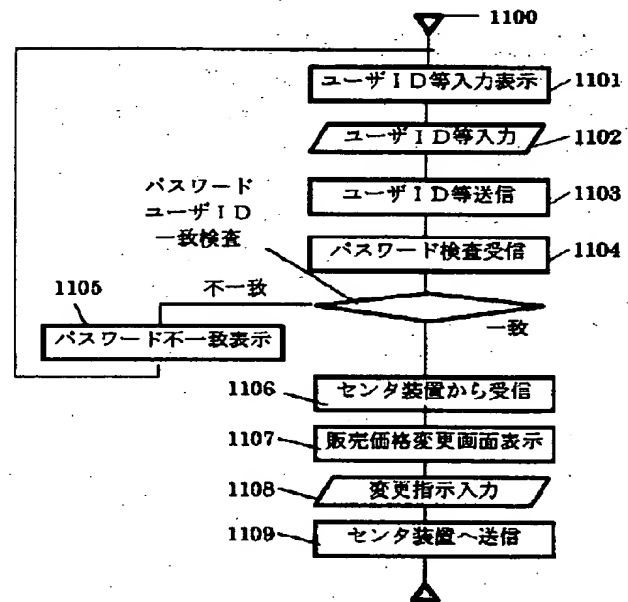 1100
ユーザID等入力表示 1101
ユーザID等入力 1102
パスワード
ユーザID
一致検査
ユーザID等送信 1103
パスワード検査受信 1104
1105
不一致
一致
パスワード不一致表示
1106 センタ装置から受信
1107 販売価格変更画面表示
1108 変更指示入力
1109 センタ装置へ送信